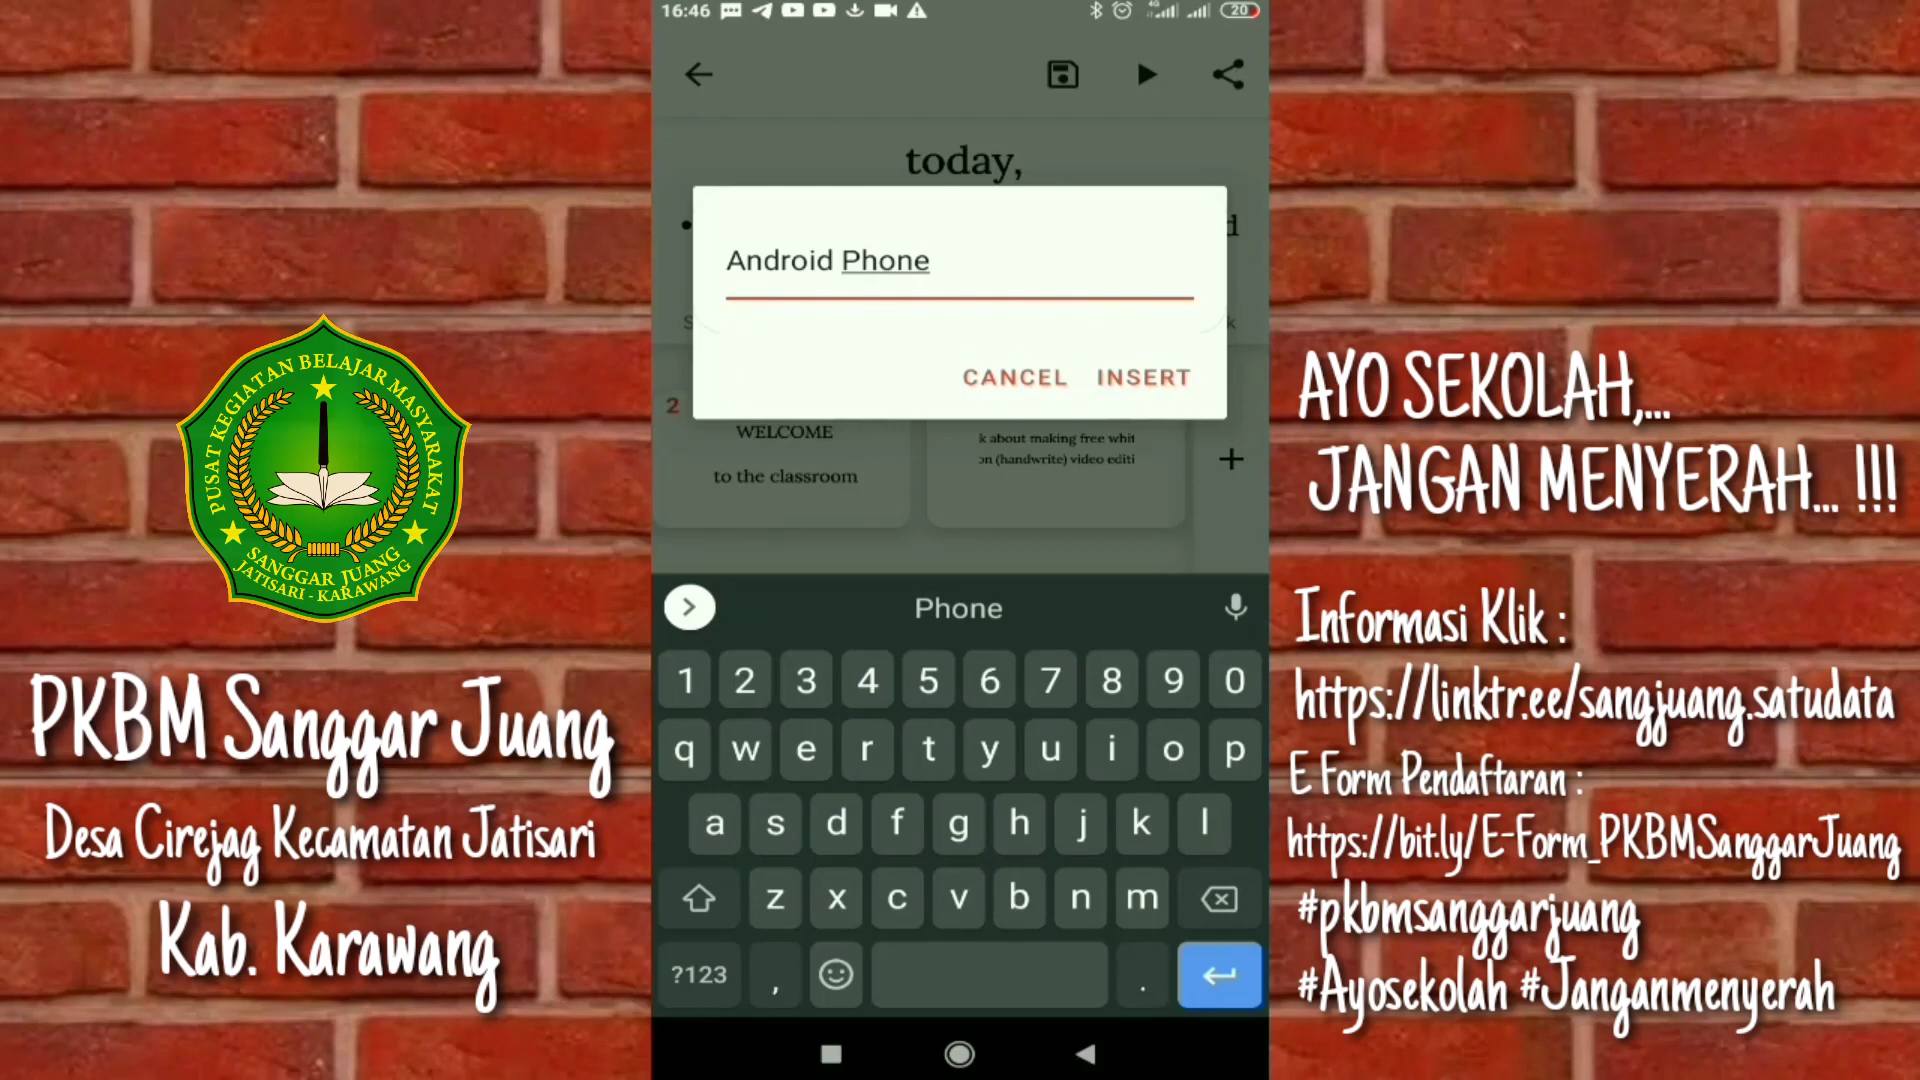 PUSAT KEGIATAN BELAJAR MASYARAKAT
SANGGAR JUANG
JATISARI - KARAWANG
PKBM Sanggar Juang
Desa Cirejag Kecamatan Jatisari
Kab. Karawang
16:46
4G
20
today,
d
Android Phone
S
k
CANCEL INSERT
2
WELCOME
to the classroom
k about making free whit
on (handwrite) video editi
+
Phone
1 2 3 4 5 6 7 8 9 0
q w e r t y u i o p
a s d f g h j k l
z x c v b n m
?123 , .
AYO SEKOLAH,...
JANGAN MENYERAH... !!!
Informasi Klik :
https://linktr.ee/sangjuang.satudata
E Form Pendaftaran :
https://bit.ly/E-Form_PKBMSanggarJuang
#pkbmsanggarjuang
#Ayosekolah #Janganmenyerah